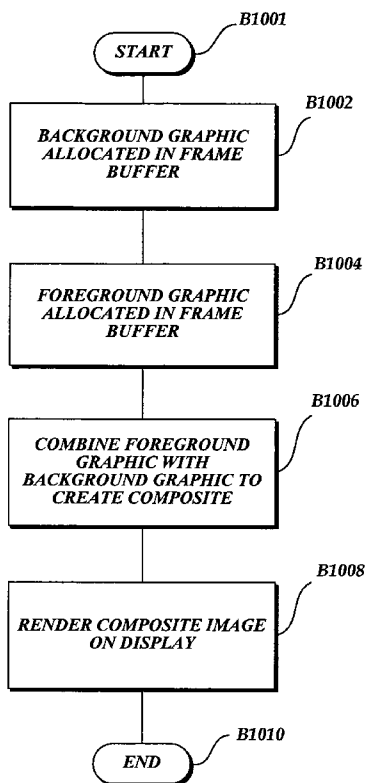 B1001
START
B1002
BACKGROUND GRAPHIC
ALLOCATED IN FRAME
BUFFER
B1004
FOREGROUND GRAPHIC
ALLOCATED IN FRAME
BUFFER
B1006
COMBINE FOREGROUND
GRAPHIC WITH
BACKGROUND GRAPHIC TO
CREATE COMPOSITE
B1008
RENDER COMPOSITE IMAGE
ON DISPLAY
B1010
END